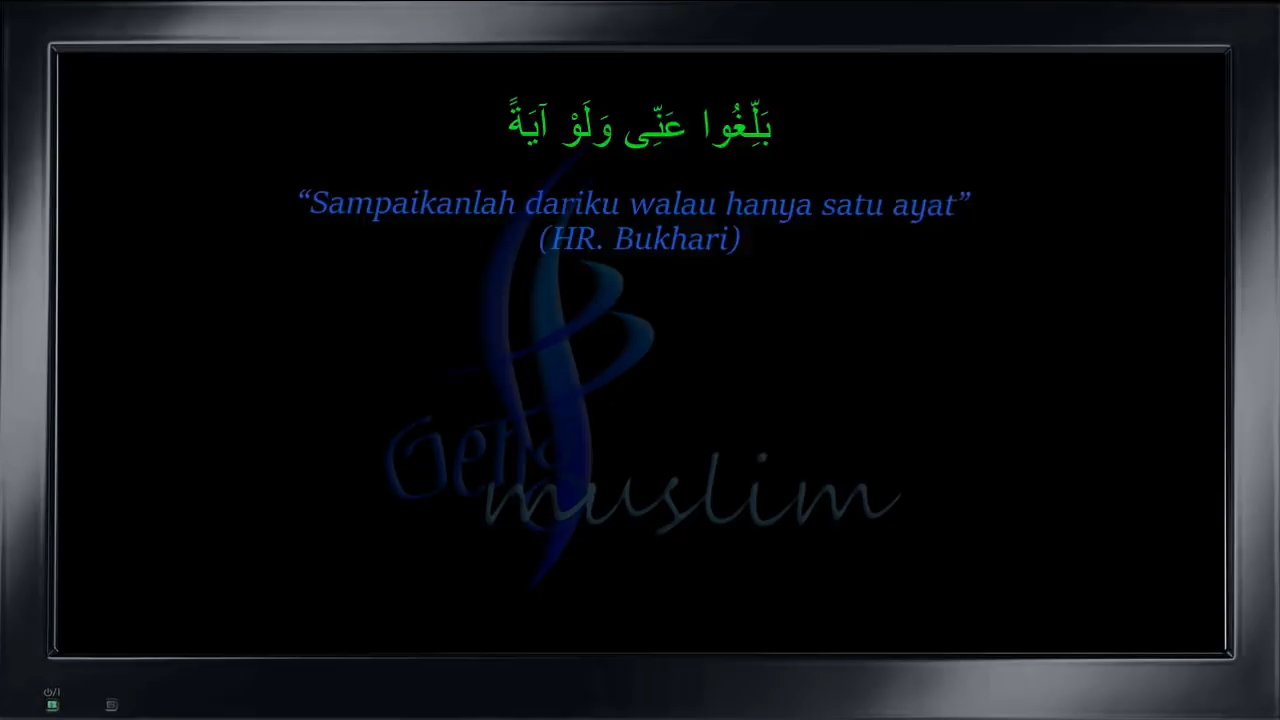 بَلِّغُوا عَنِّى وَلَوْ آيَةً
“Sampaikanlah dariku walau hanya satu ayat”
(HR. Bukhari)
muslim